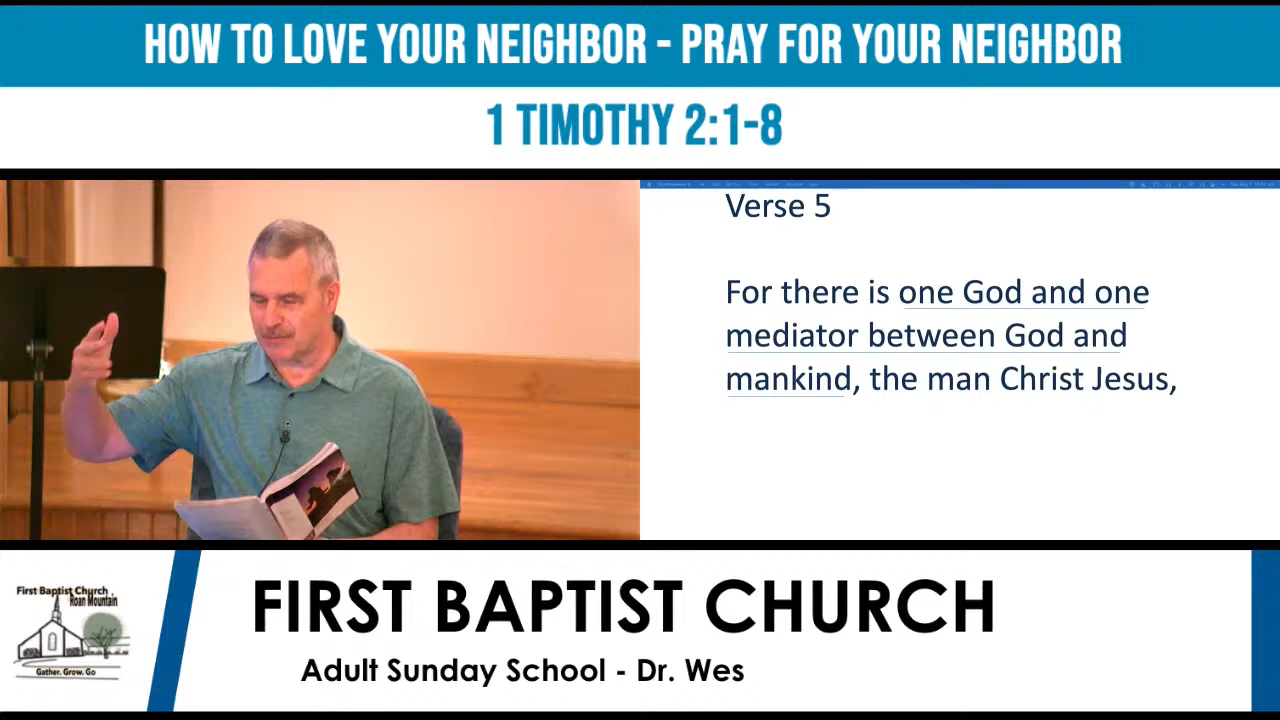 HOW TO LOVE YOUR NEIGHBOR - PRAY FOR YOUR NEIGHBOR
1 TIMOTHY 2:1-8
Verse 5
For there is one God and one
mediator between God and
mankind, the man Christ Jesus,
First Baptist Church
Roan Mountain
Gather. Grow. Go
FIRST BAPTIST CHURCH
Adult Sunday School - Dr. Wes